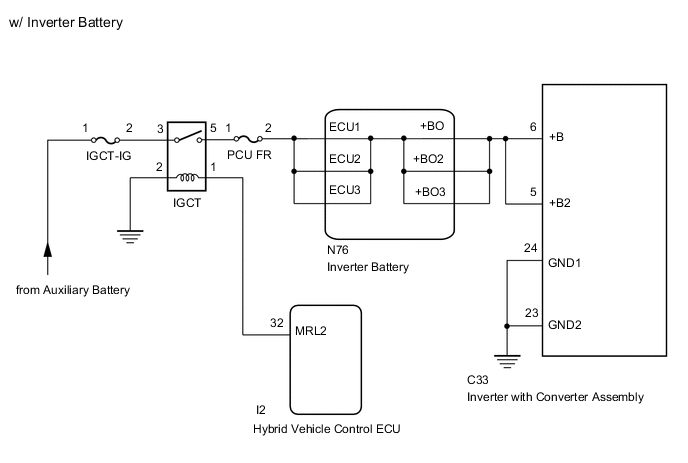 w/ Inverter Battery
1 2 3 5 1 2
IGCT-IG
PCU FR
2 1
IGCT
ECU1 +BO
ECU2 +BO2
ECU3 +BO3
N76
Inverter Battery
6 +B
5 +B2
24 GND1
23 GND2
from Auxiliary Battery
32 MRL2
C33
Inverter with Converter Assembly
I2
Hybrid Vehicle Control ECU